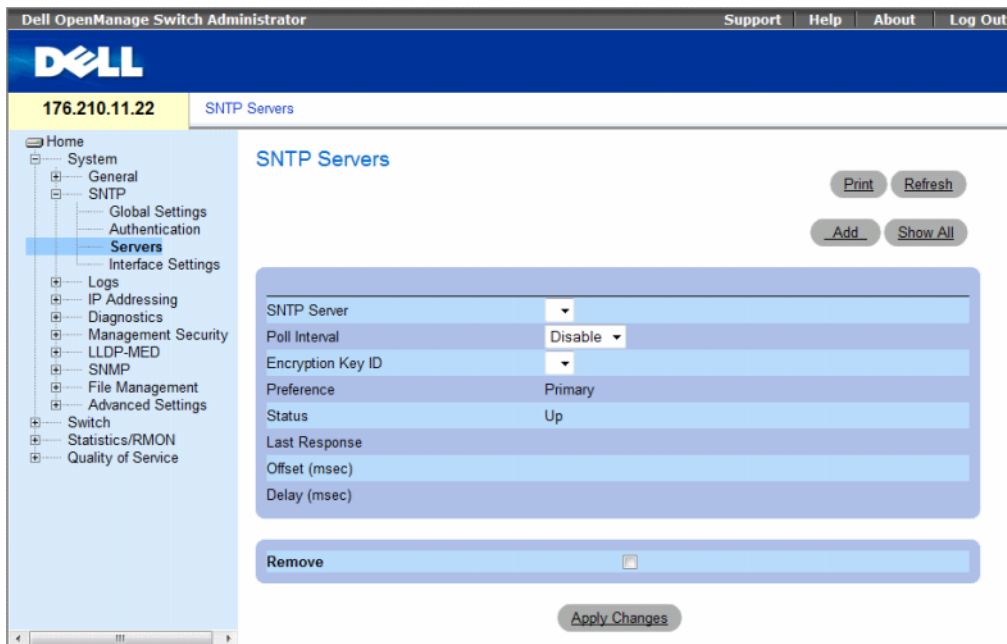 Dell OpenManage Switch Administrator
Support Help About Log Out
DELL
176.210.11.22 SNTP Servers
Home
System
General
SNTP
Global Settings
Authentication
Servers
Interface Settings
Logs
IP Addressing
Diagnostics
Management Security
LLDP-MED
SNMP
File Management
Advanced Settings
Switch
Statistics/RMON
Quality of Service
SNTP Servers
Print Refresh
Add Show All
SNTP Server
Poll Interval Disable
Encryption Key ID
Preference Primary
Status Up
Last Response
Offset (msec)
Delay (msec)
Remove
Apply Changes